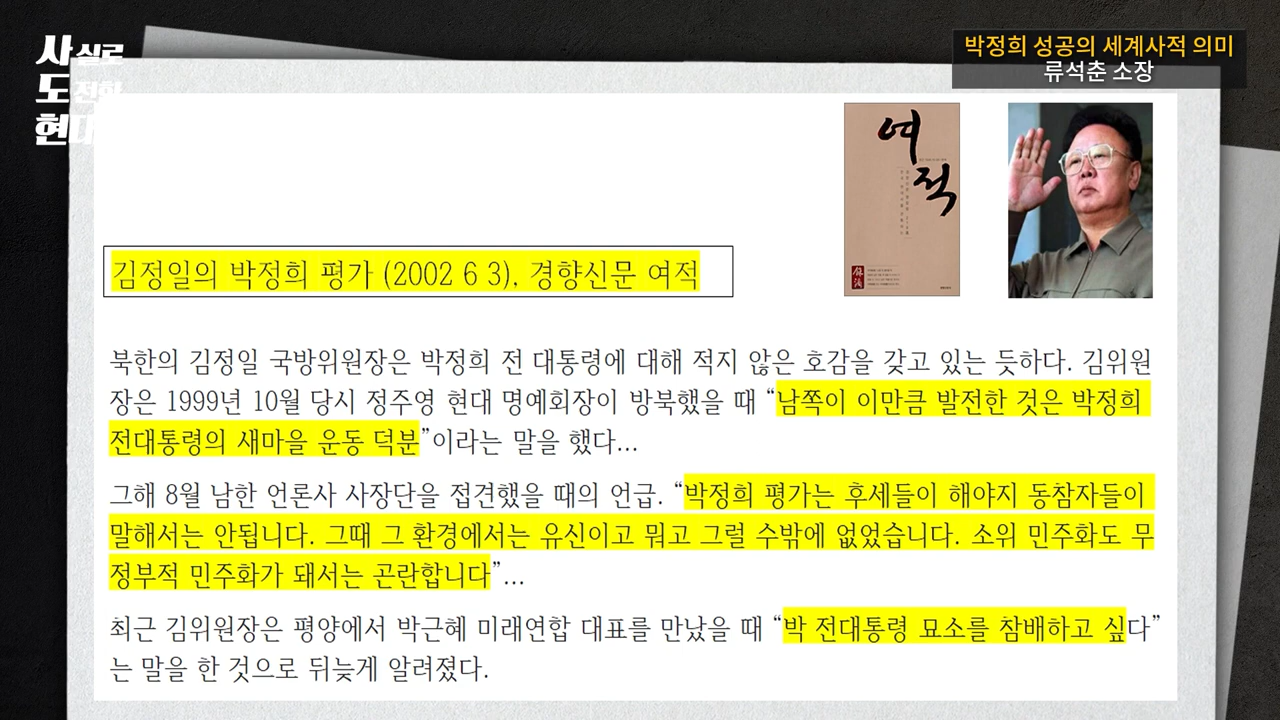 사실로
도전한
현대
박정희 성공의 세계사적 의미
류석춘 소장
여적
김정일의 박정희 평가 (2002 6 3), 경향신문 여적
북한의 김정일 국방위원장은 박정희 전 대통령에 대해 적지 않은 호감을 갖고 있는 듯하다. 김위원
장은 1999년 10월 당시 정주영 현대 명예회장이 방북했을 때 “남쪽이 이만큼 발전한 것은 박정희
전대통령의 새마을 운동 덕분”이라는 말을 했다...
그해 8월 남한 언론사 사장단을 접견했을 때의 언급. “박정희 평가는 후세들이 해야지 동참자들이
말해서는 안됩니다. 그때 그 환경에서는 유신이고 뭐고 그럴 수밖에 없었습니다. 소위 민주화도 무
정부적 민주화가 돼서는 곤란합니다”...
최근 김위원장은 평양에서 박근혜 미래연합 대표를 만났을 때 “박 전대통령 묘소를 참배하고 싶다”
는 말을 한 것으로 뒤늦게 알려졌다.